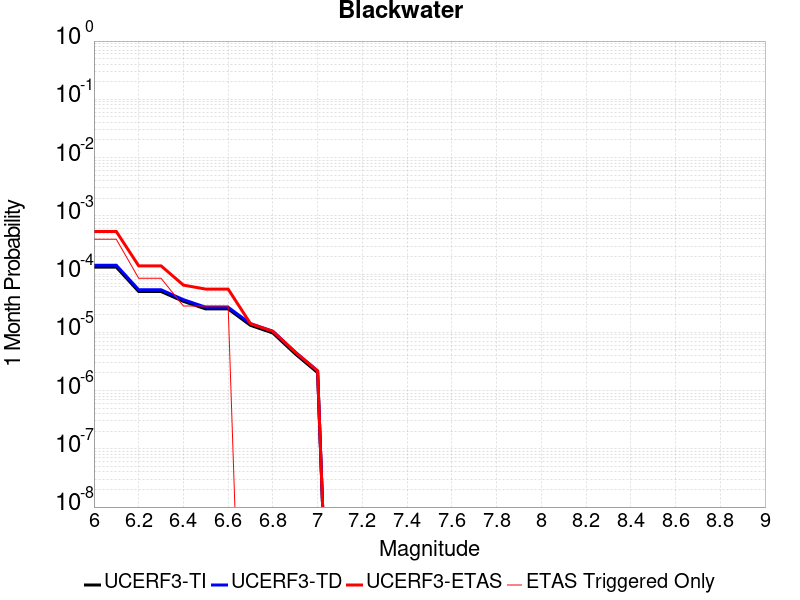 Blackwater
10 0
10 -1
10 -2
10 -3
10 -4
10 -5
10 -6
10 -7
10 -8
1 Month Probability
6 6.2 6.4 6.6 6.8 7 7.2 7.4 7.6 7.8 8 8.2 8.4 8.6 8.8 9
Magnitude
UCERF3-TI UCERF3-TD UCERF3-ETAS ETAS Triggered Only